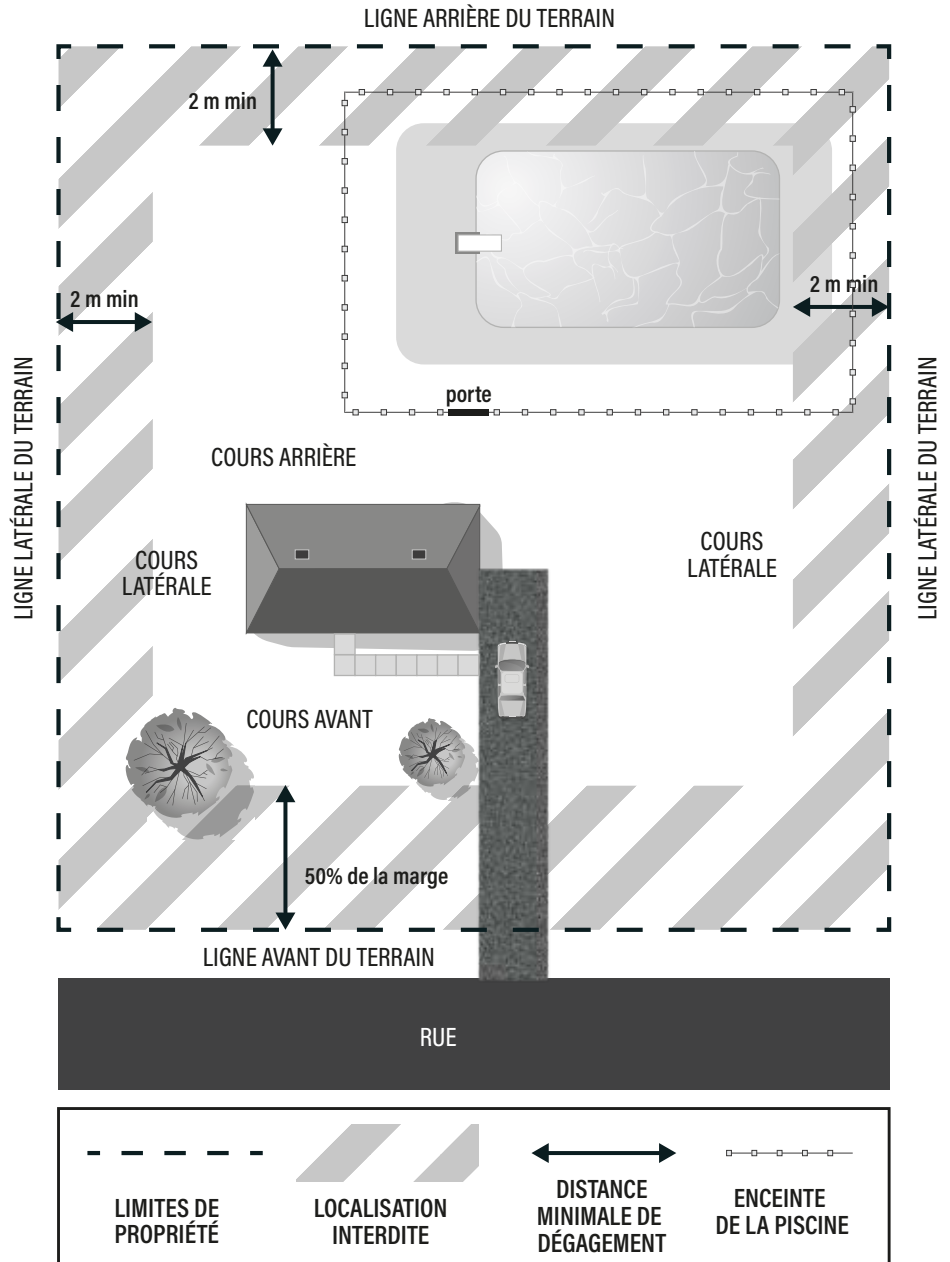 LIGNE ARRIÈRE DU TERRAIN
2 m min
2 m min
2 m min
porte
LIGNE LATÉRALE DU TERRAIN
LIGNE LATÉRALE DU TERRAIN
COURS ARRIÈRE
COURS
LATÉRALE
COURS
LATÉRALE
COURS AVANT
50% de la marge
LIGNE AVANT DU TERRAIN
RUE
LIMITES DE
PROPRIÉTÉ
LOCALISATION
INTERDITE
DISTANCE
MINIMALE DE
DÉGAGEMENT
ENCEINTE
DE LA PISCINE